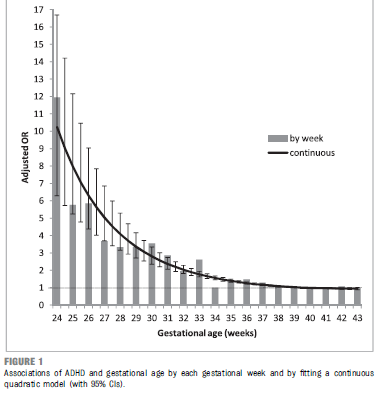 17
16
15
14
13
12
11
10
9
8
7
6
5
4
3
2
1
0
Adjusted OR
by week
continuous
24 25 26 27 28 29 30 31 32 33 34 35 36 37 38 39 40 41 42 43
Gestational age (weeks)
FIGURE 1
Associations of ADHD and gestational age by each gestational week and by fitting a continuous
quadratic model (with 95% CIs).